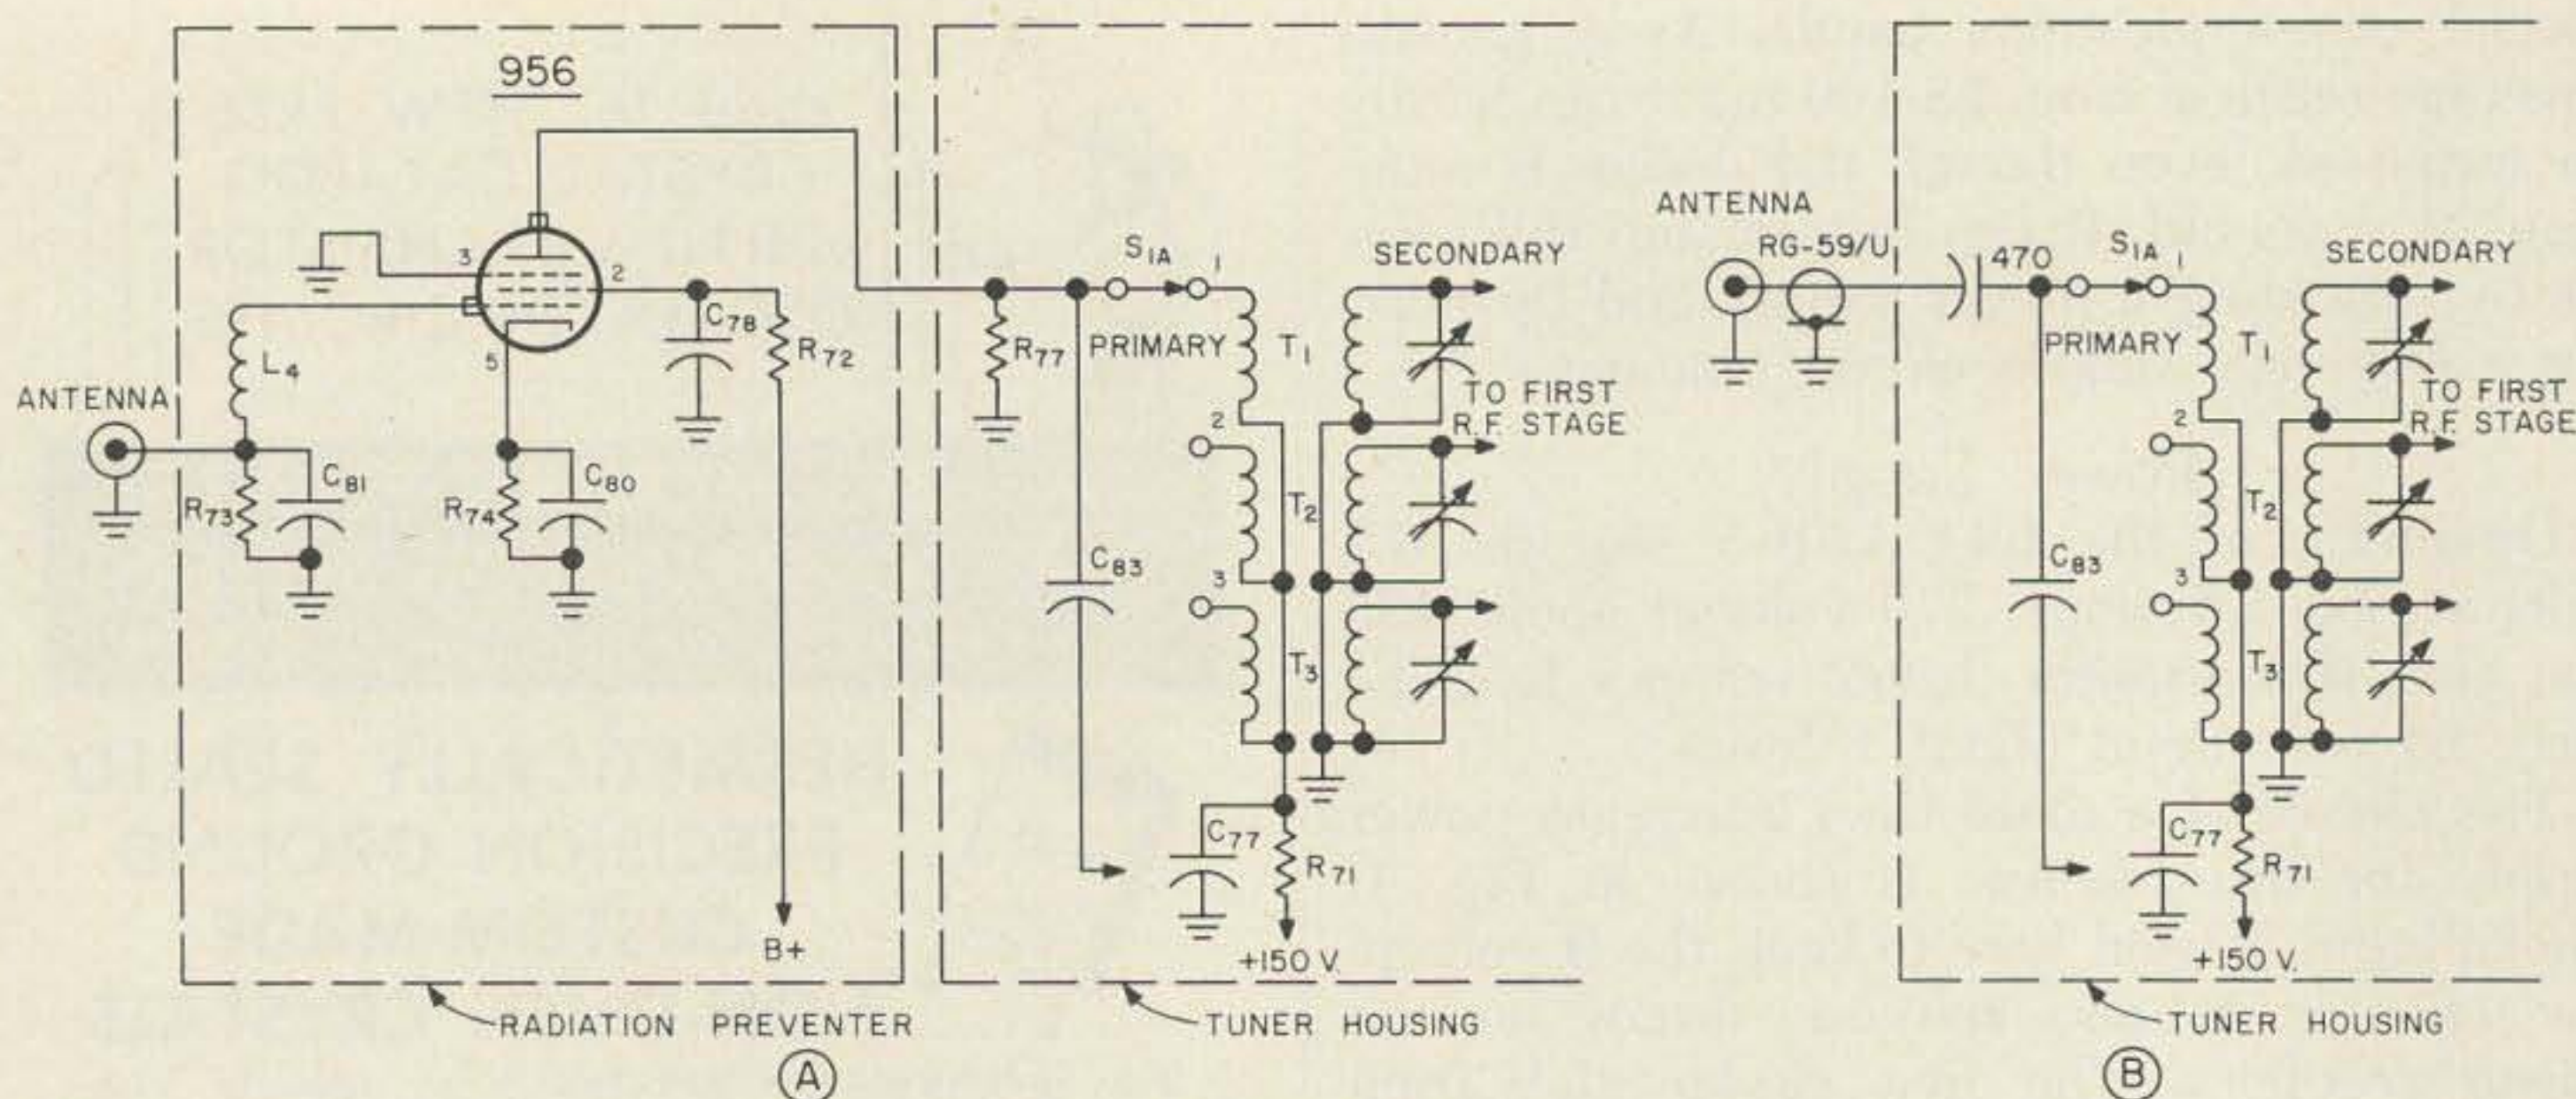 956
3
2
5
L4
C78
R72
ANTENNA
R73
C81
R74
C80
B+
RADIATION PREVENTER
A
S1A
1
R77
PRIMARY
T1
SECONDARY
TO FIRST
R.F. STAGE
2
T2
C83
3
T3
C77
R71
+150 V.
TUNER HOUSING
ANTENNA
RG-59/U
470
S1A
1
PRIMARY
T1
SECONDARY
TO FIRST
R.F. STAGE
2
T2
C83
3
T3
C77
R71
+150 V.
TUNER HOUSING
B